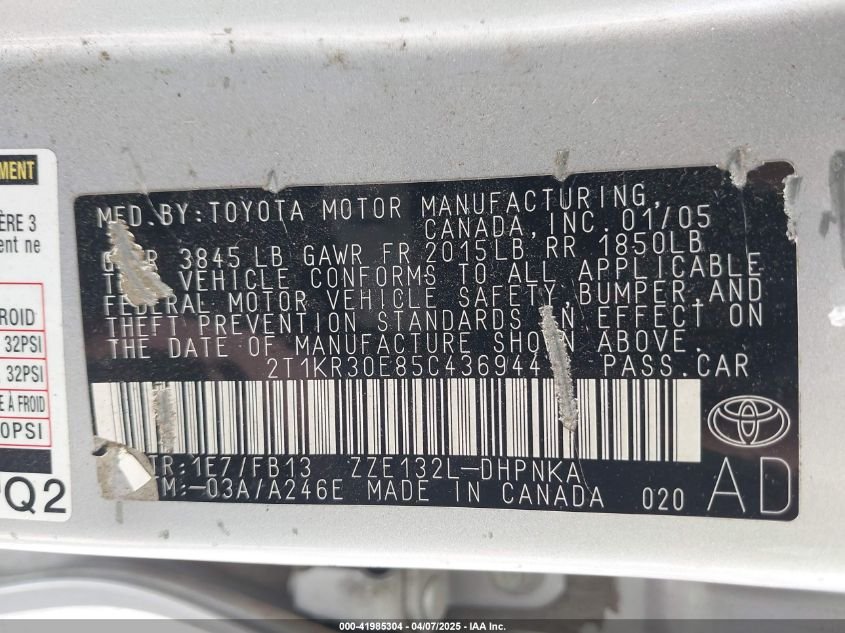 MENT
ÈRE 3
ent ne
ROID
32PSI
32PSI
E À FROID
0PSI
PQ2
MFD.BY:TOYOTA MOTOR MANUFACTURING,
CANADA,INC.01/05
3845 LB GAWR FR 2015LB RR 1850LB
VEHICLE CONFORMS TO ALL APPLICABLE
FEDERAL MOTOR VEHICLE SAFETY,BUMPER,AND
THEFT PREVENTION STANDARDS IN EFFECT ON
THE DATE OF MANUFACTURE SHOWN ABOVE.
2T1KR30E85C436944 PASS.CAR
TR:1E7/FB13 ZZE132L-DHPNKA
TM:-03A/A246E MADE IN CANADA 020 AD
000-41985304 / 04/07/2025 - IAA Inc.